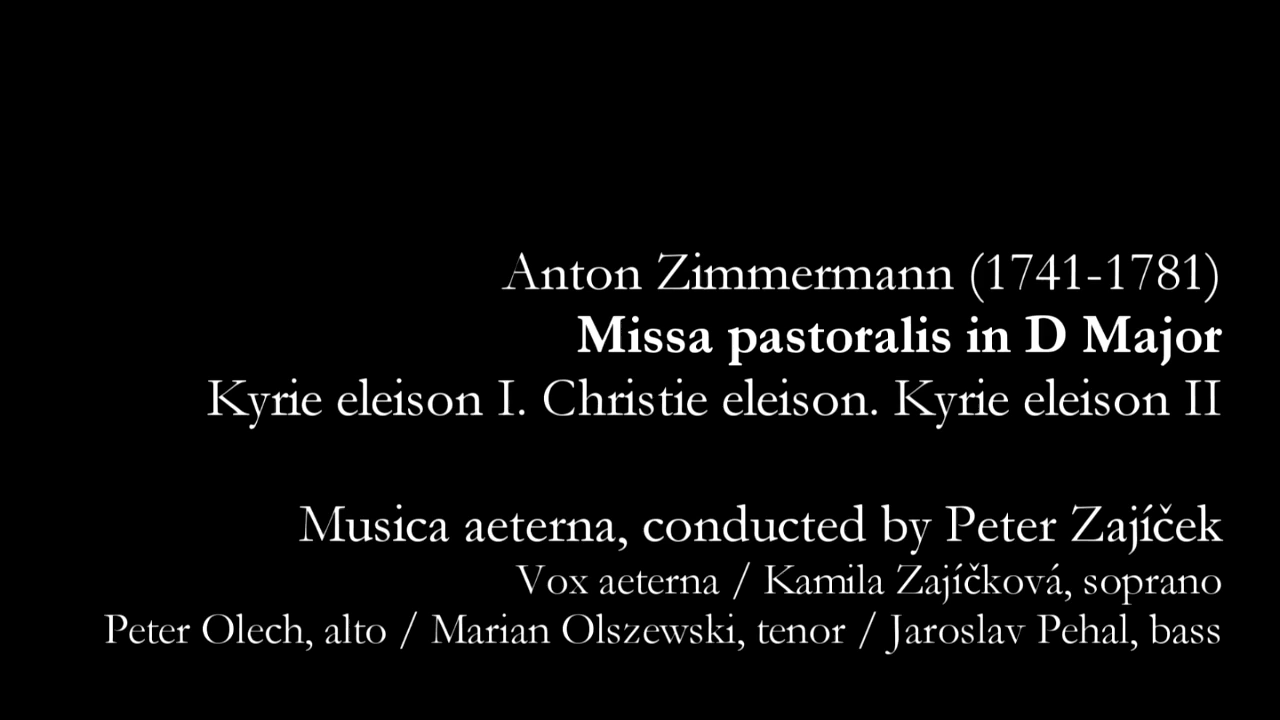 Anton Zimmermann (1741-1781)
Missa pastoralis in D Major
Kyrie eleison I. Christie eleison. Kyrie eleison II
Musica aeterna, conducted by Peter Zajíček
Vox aeterna / Kamila Zajíčková, soprano
Peter Olech, alto / Marian Olszewski, tenor / Jaroslav Pehal, bass